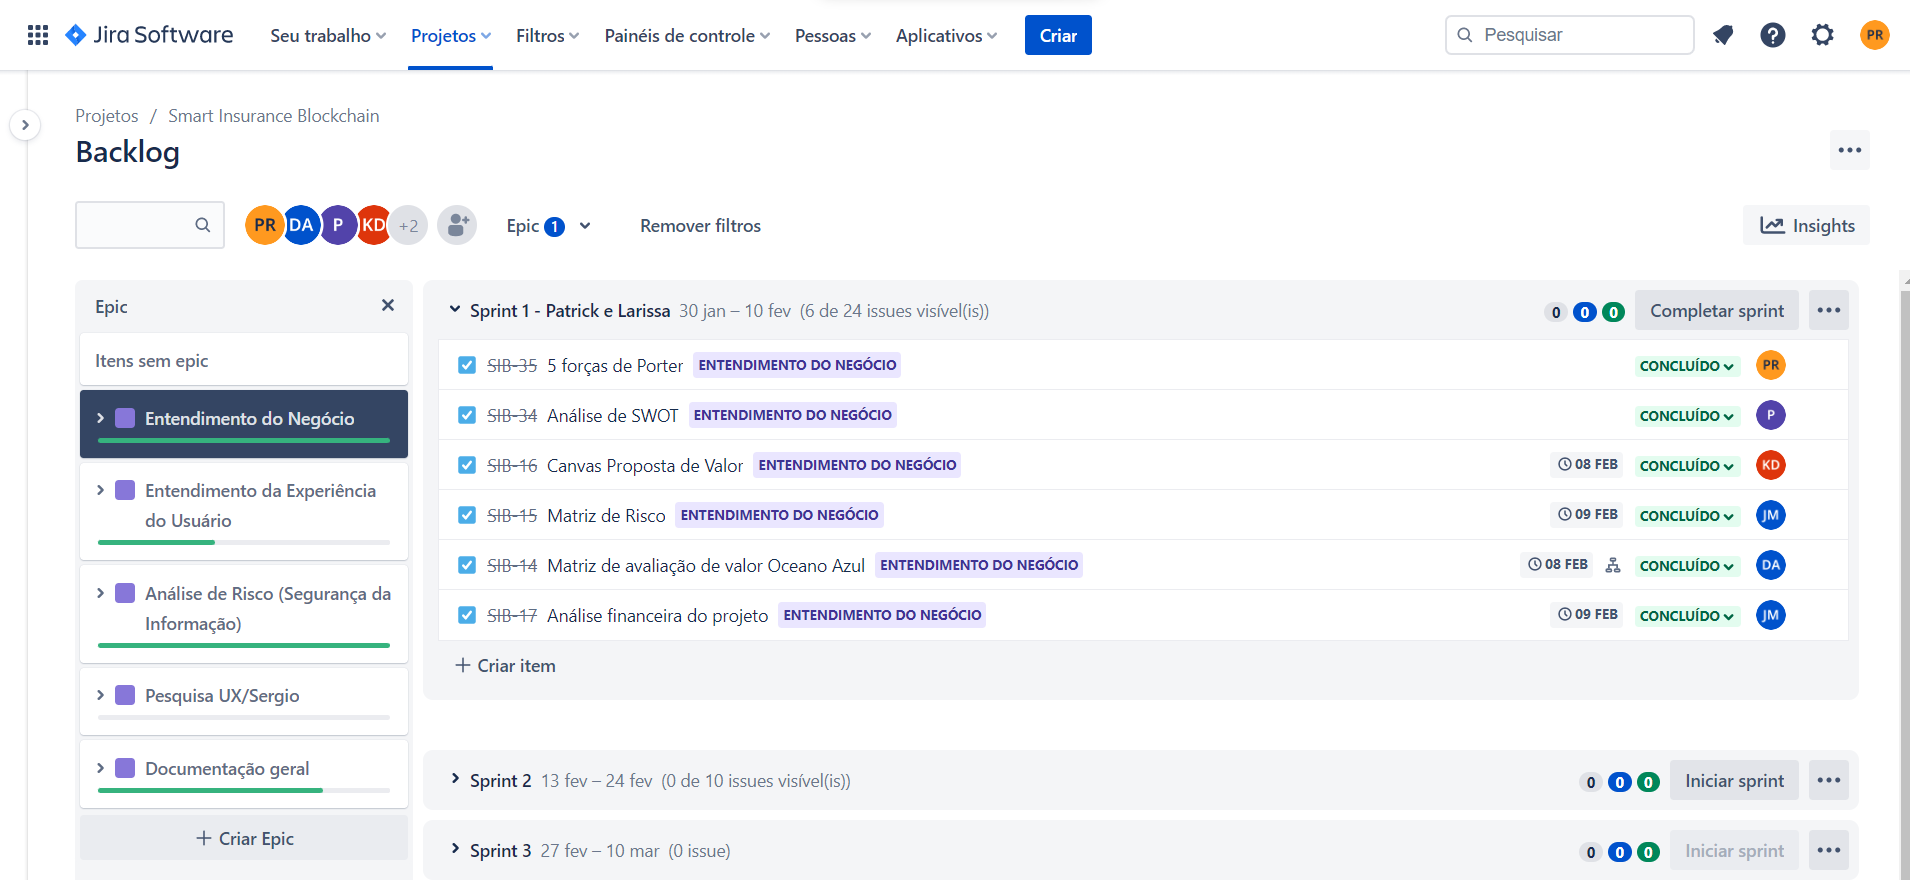 Jira Software Seu trabalho Projetos Filtros Painéis de controle Pessoas Aplicativos Criar Pesquisar PR
Projetos / Smart Insurance Blockchain
Backlog
PR DA P KD +2 Epic 1 Remover filtros Insights
Epic
Itens sem epic
Entendimento do Negócio
Entendimento da Experiência
do Usuário
Análise de Risco (Segurança da
Informação)
Pesquisa UX/Sergio
Documentação geral
+ Criar Epic
Sprint 1 - Patrick e Larissa 30 jan – 10 fev (6 de 24 issues visível(is)) 0 0 0 Completar sprint
SIB-35 5 forças de Porter ENTENDIMENTO DO NEGÓCIO CONCLUÍDO PR
SIB-34 Análise de SWOT ENTENDIMENTO DO NEGÓCIO CONCLUÍDO P
SIB-16 Canvas Proposta de Valor ENTENDIMENTO DO NEGÓCIO 08 FEB CONCLUÍDO KD
SIB-15 Matriz de Risco ENTENDIMENTO DO NEGÓCIO 09 FEB CONCLUÍDO JM
SIB-14 Matriz de avaliação de valor Oceano Azul ENTENDIMENTO DO NEGÓCIO 08 FEB CONCLUÍDO DA
SIB-17 Análise financeira do projeto ENTENDIMENTO DO NEGÓCIO 09 FEB CONCLUÍDO JM
+ Criar item
Sprint 2 13 fev – 24 fev (0 de 10 issues visível(is)) 0 0 0 Iniciar sprint
Sprint 3 27 fev – 10 mar (0 issue) 0 0 0 Iniciar sprint